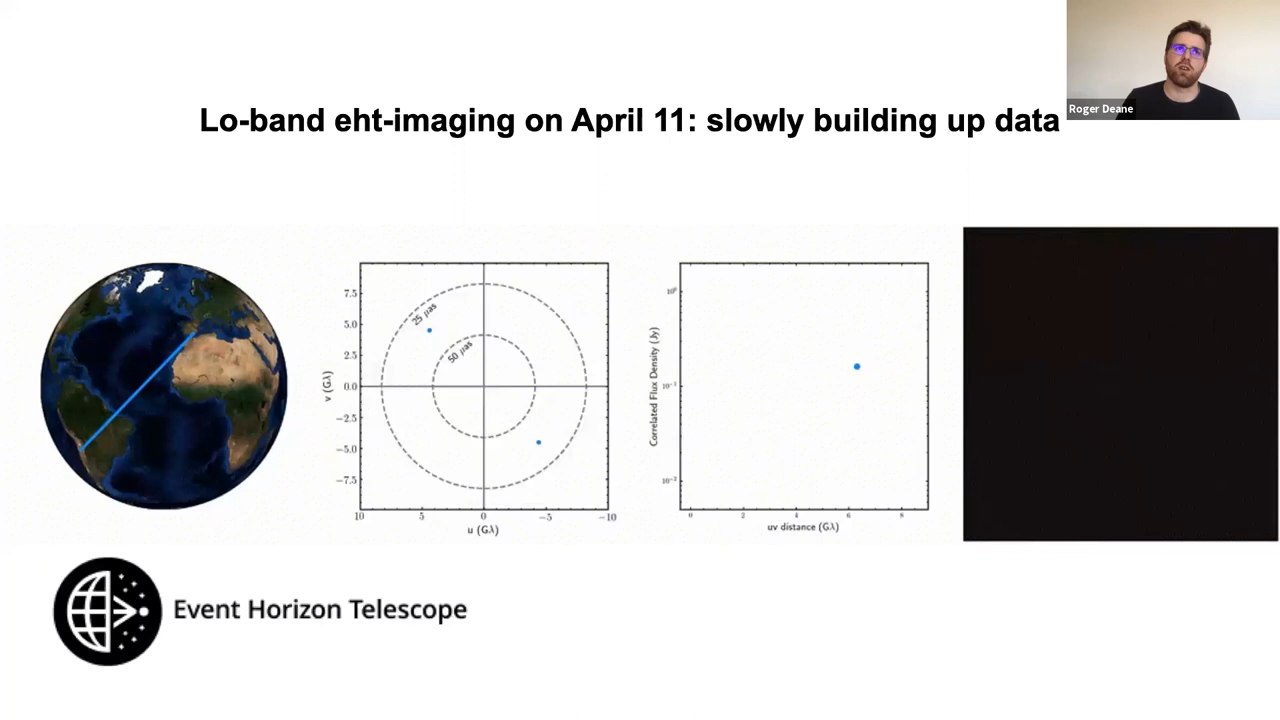 Roger Deane
Lo-band eht-imaging on April 11: slowly building up data
7.5
5.0
2.5
0.0
−2.5
−5.0
−7.5
v (Gλ)
25 μas
50 μas
10
5
0
−5
−10
u (Gλ)
Correlated Flux Density (Jy)
10⁰
10⁻¹
10⁻²
0
2
4
6
8
uv distance (Gλ)
Event Horizon Telescope